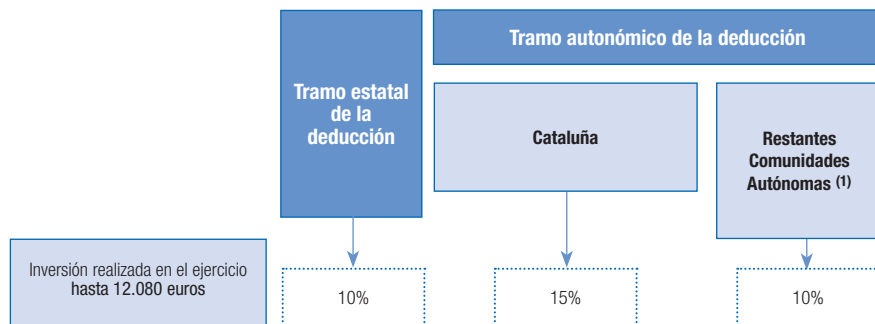 Tramo estatal
de la
deducción
Tramo autonómico de la deducción
Cataluña
Restantes
Comunidades
Autónomas (1)
Inversión realizada en el ejercicio
hasta 12.080 euros
10%
15%
10%